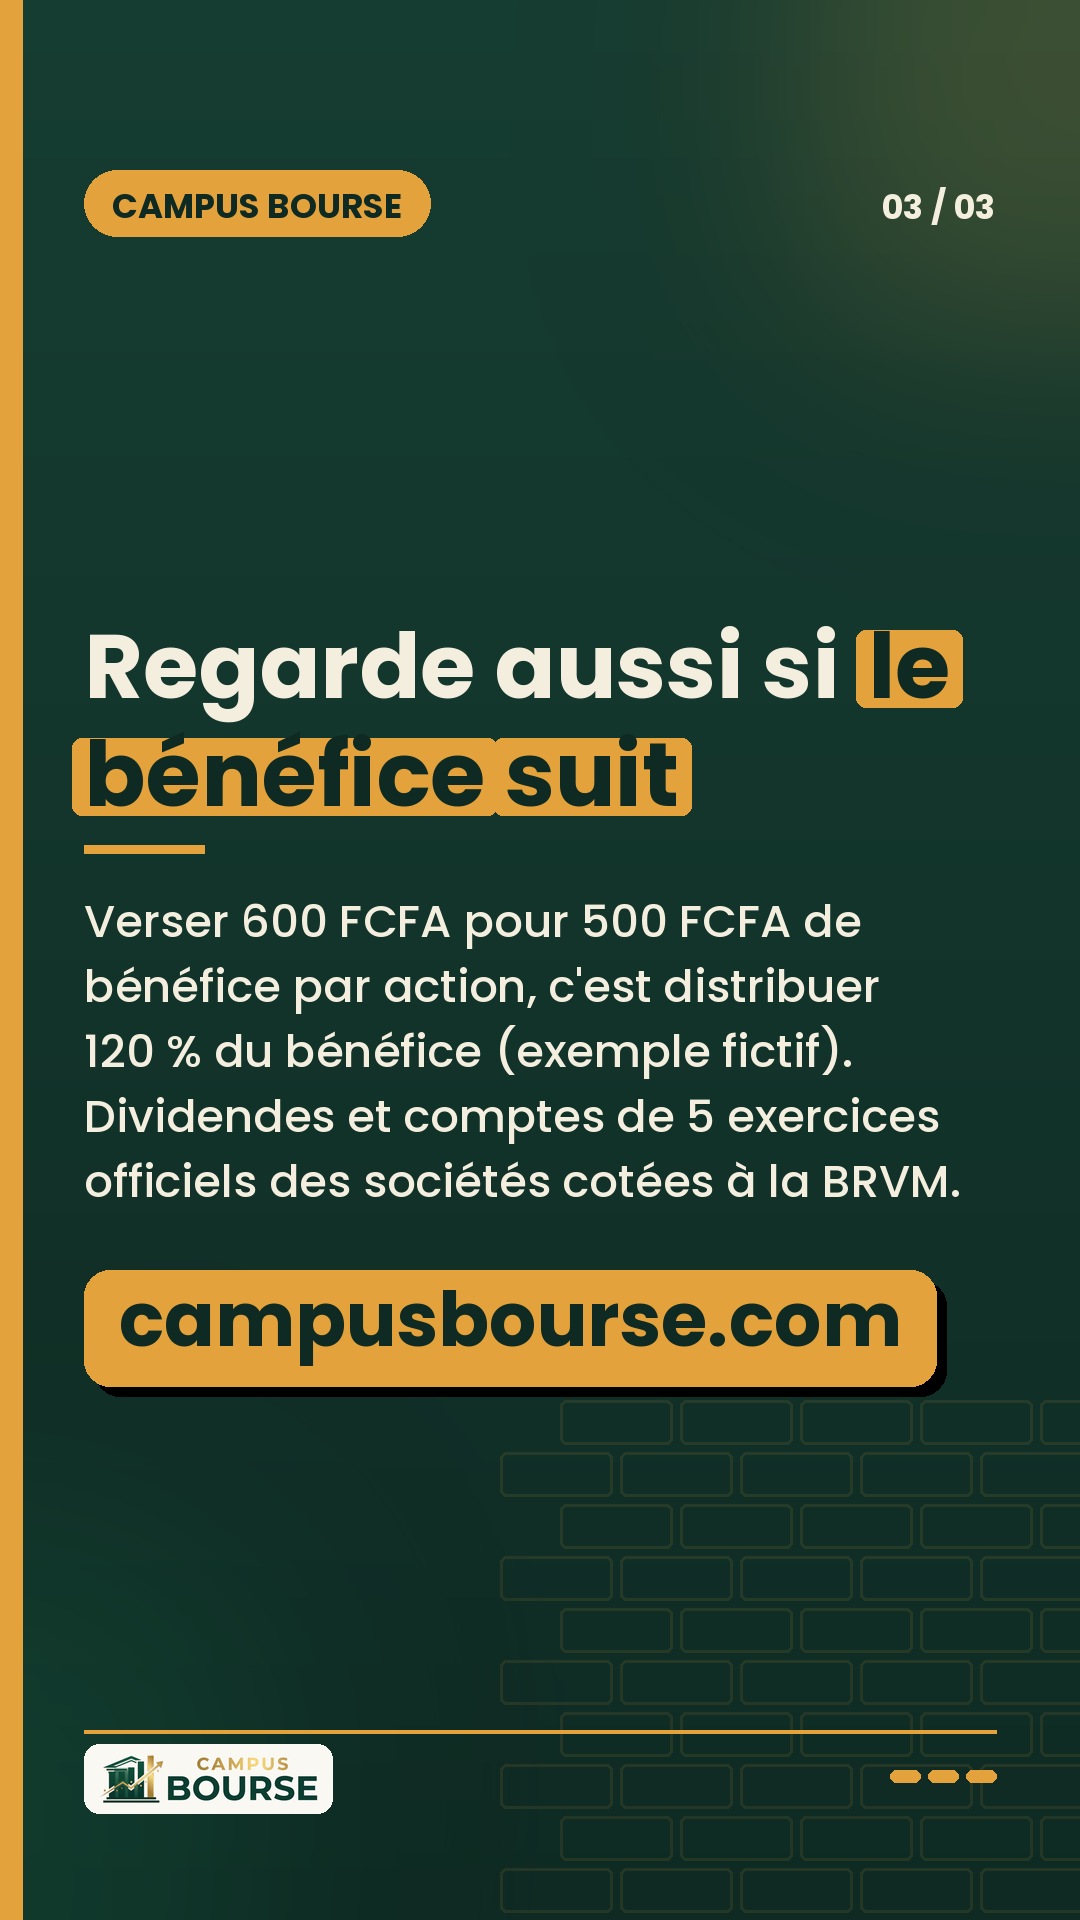 CAMPUS BOURSE
03 / 03
Regarde aussi si le
bénéfice suit
Verser 600 FCFA pour 500 FCFA de
bénéfice par action, c'est distribuer
120 % du bénéfice (exemple fictif).
Dividendes et comptes de 5 exercices
officiels des sociétés cotées à la BRVM.
campusbourse.com
CAMPUS
BOURSE